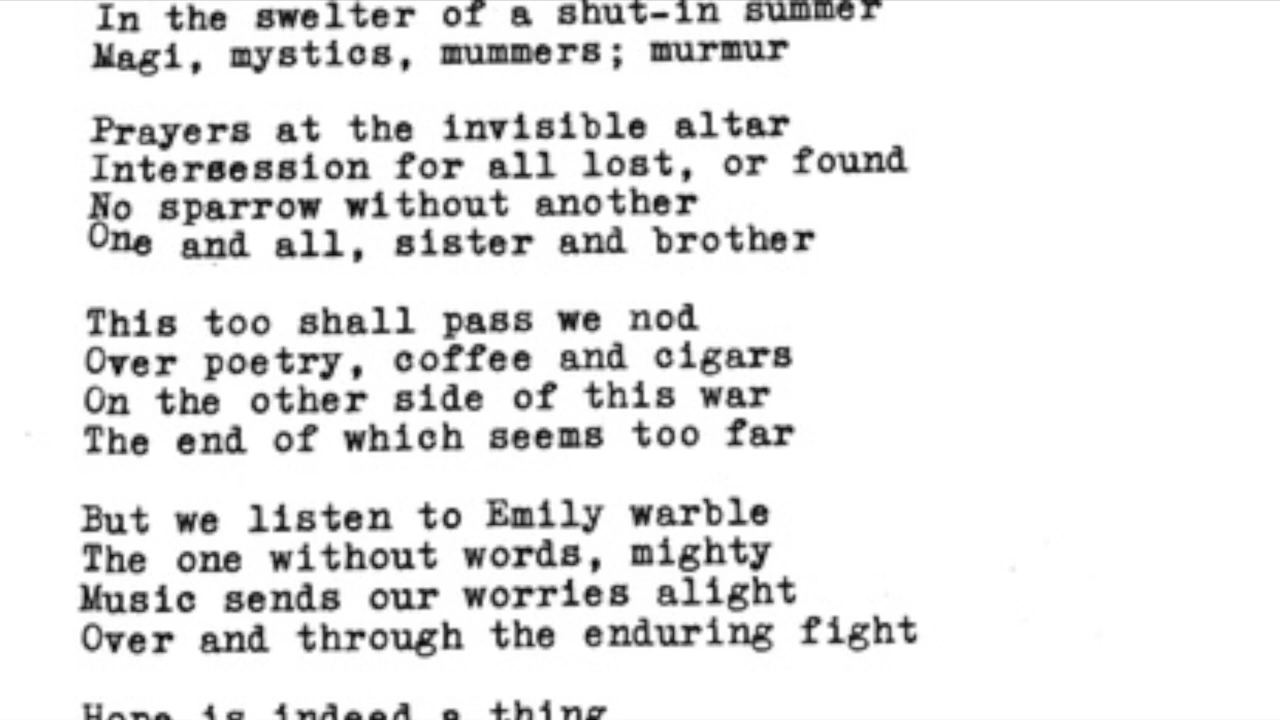 In the swelter of a shut-in summer
Magi, mystics, mummers; murmur
Prayers at the invisible altar
Intersession for all lost, or found
No sparrow without another
One and all, sister and brother
This too shall pass we nod
Over poetry, coffee and cigars
On the other side of this war
The end of which seems too far
But we listen to Emily warble
The one without words, mighty
Music sends our worries alight
Over and through the enduring fight
Hope is indeed a thing